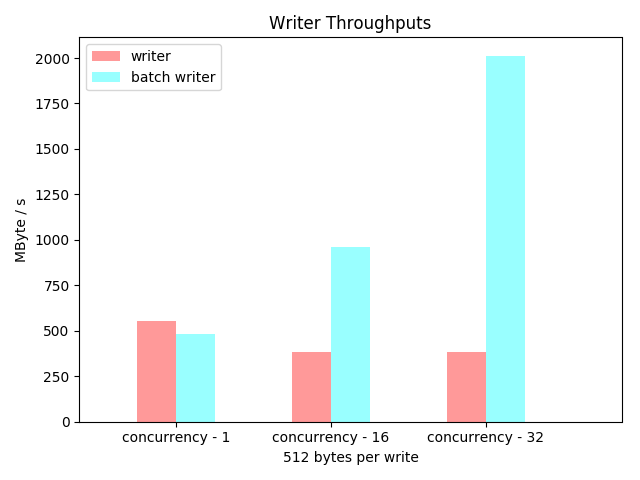 Writer Throughputs
writer
batch writer
MByte / s
2000
1750
1500
1250
1000
750
500
250
0
concurrency - 1
concurrency - 16
concurrency - 32
512 bytes per write